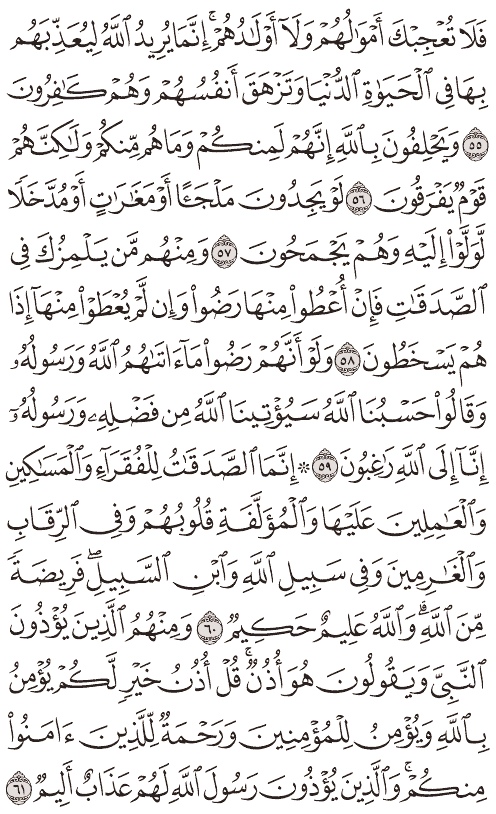 فَلَا تُعۡجِبۡكَ أَمۡوَٰلُهُمۡ وَلَآ أَوۡلَٰدُهُمۡۚ إِنَّمَا يُرِيدُ ٱللَّهُ لِيُعَذِّبَهُم
بِهَا فِي ٱلۡحَيَوٰةِ ٱلدُّنۡيَا وَتَزۡهَقَ أَنفُسُهُمۡ وَهُمۡ كَٰفِرُونَ
٥٥ وَيَحۡلِفُونَ بِٱللَّهِ إِنَّهُمۡ لَمِنكُمۡ وَمَا هُم مِّنكُمۡ وَلَٰكِنَّهُمۡ
قَوۡمٞ يَفۡرَقُونَ ٥٦ لَوۡ يَجِدُونَ مَلۡجَـًٔا أَوۡ مَغَٰرَٰتٍ أَوۡ مُدَّخَلٗا
لَّوَلَّوۡاْ إِلَيۡهِ وَهُمۡ يَجۡمَحُونَ ٥٧ وَمِنۡهُم مَّن يَلۡمِزُكَ فِي
ٱلصَّدَقَٰتِ فَإِنۡ أُعۡطُواْ مِنۡهَا رَضُواْ وَإِن لَّمۡ يُعۡطَوۡاْ مِنۡهَآ إِذَا
هُمۡ يَسۡخَطُونَ ٥٨ وَلَوۡ أَنَّهُمۡ رَضُواْ مَآ ءَاتَىٰهُمُ ٱللَّهُ وَرَسُولُهُۥ
وَقَالُواْ حَسۡبُنَا ٱللَّهُ سَيُؤۡتِينَا ٱللَّهُ مِن فَضۡلِهِۦ وَرَسُولُهُۥٓ
إِنَّآ إِلَى ٱللَّهِ رَٰغِبُونَ ٥٩ ۞ إِنَّمَا ٱلصَّدَقَٰتُ لِلۡفُقَرَآءِ وَٱلۡمَسَٰكِينِ
وَٱلۡعَٰمِلِينَ عَلَيۡهَا وَٱلۡمُؤَلَّفَةِ قُلُوبُهُمۡ وَفِي ٱلرِّقَابِ
وَٱلۡغَٰرِمِينَ وَفِي سَبِيلِ ٱللَّهِ وَٱبۡنِ ٱلسَّبِيلِۖ فَرِيضَةٗ
مِّنَ ٱللَّهِۗ وَٱللَّهُ عَلِيمٌ حَكِيمٞ ٦٠ وَمِنۡهُمُ ٱلَّذِينَ يُؤۡذُونَ
ٱلنَّبِيَّ وَيَقُولُونَ هُوَ أُذُنٞۚ قُلۡ أُذُنُ خَيۡرٖ لَّكُمۡ يُؤۡمِنُ
بِٱللَّهِ وَيُؤۡمِنُ لِلۡمُؤۡمِنِينَ وَرَحۡمَةٞ لِّلَّذِينَ ءَامَنُواْ
مِنكُمۡۚ وَٱلَّذِينَ يُؤۡذُونَ رَسُولَ ٱللَّهِ لَهُمۡ عَذَابٌ أَلِيمٞ ٦١